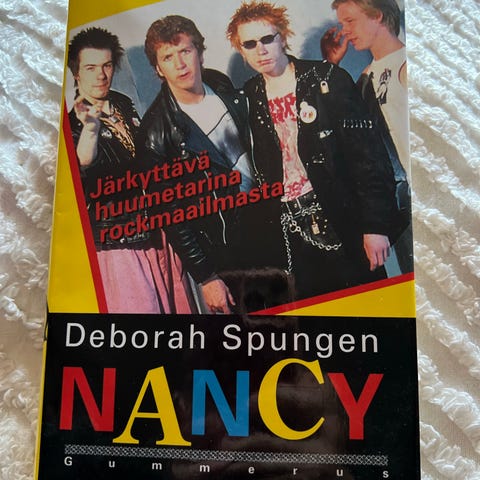 Järkyttävä
huumetarina
rockmaailmasta
Deborah Spungen
NANCY
Gummerus